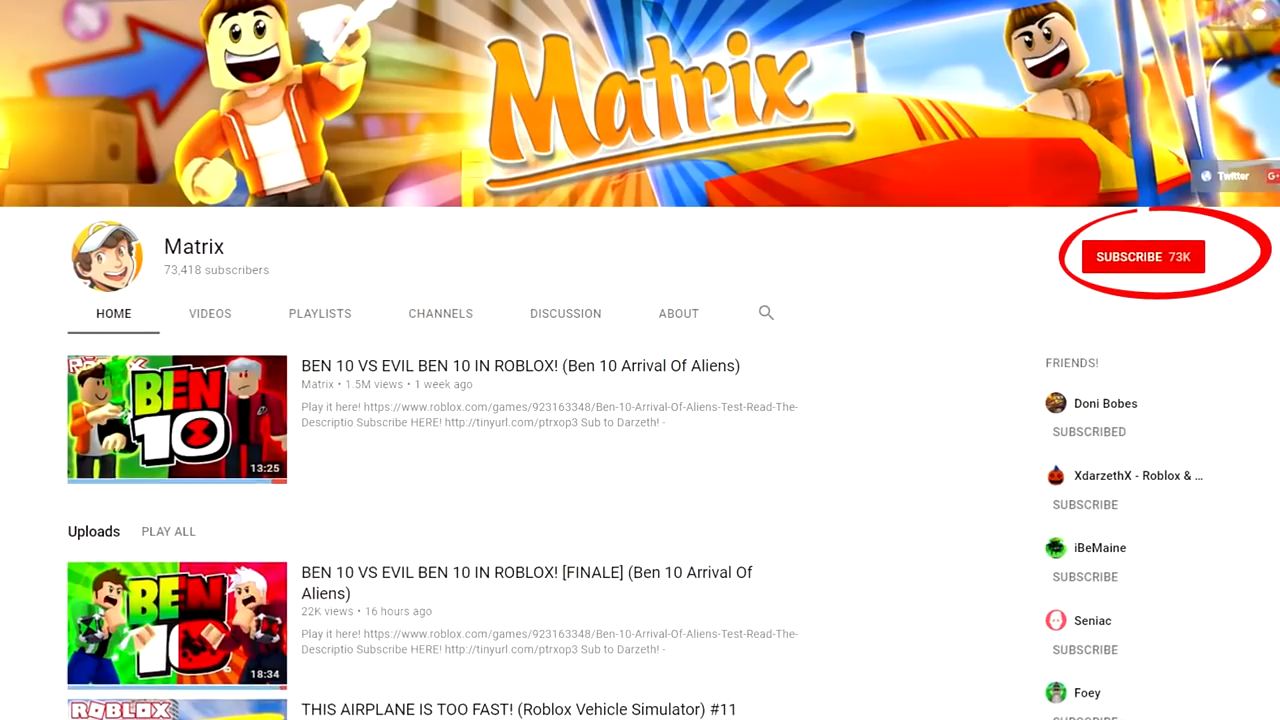 Matrix
Twitter
G+
Matrix
73,418 subscribers
SUBSCRIBE 73K
HOME VIDEOS PLAYLISTS CHANNELS DISCUSSION ABOUT
BEN 10 VS EVIL BEN 10 IN ROBLOX! (Ben 10 Arrival Of Aliens)
Matrix • 1.5M views • 1 week ago
Play it here! https://www.roblox.com/games/923163348/Ben-10-Arrival-Of-Aliens-Test-Read-The-
Descriptio Subscribe HERE! http://tinyurl.com/ptrxop3 Sub to Darzeth! -
ROBLOX
BEN
10
13:25
Uploads PLAY ALL
BEN 10 VS EVIL BEN 10 IN ROBLOX! [FINALE] (Ben 10 Arrival Of
Aliens)
22K views • 16 hours ago
Play it here! https://www.roblox.com/games/923163348/Ben-10-Arrival-Of-Aliens-Test-Read-The-
Descriptio Subscribe HERE! http://tinyurl.com/ptrxop3 Sub to Darzeth! -
BEN
10
18:34
ROBLOX
THIS AIRPLANE IS TOO FAST! (Roblox Vehicle Simulator) #11
FRIENDS!
Doni Bobes
SUBSCRIBED
XdarzethX - Roblox & ...
SUBSCRIBE
iBeMaine
SUBSCRIBE
Seniac
SUBSCRIBE
Foey
SUBSCRIBE